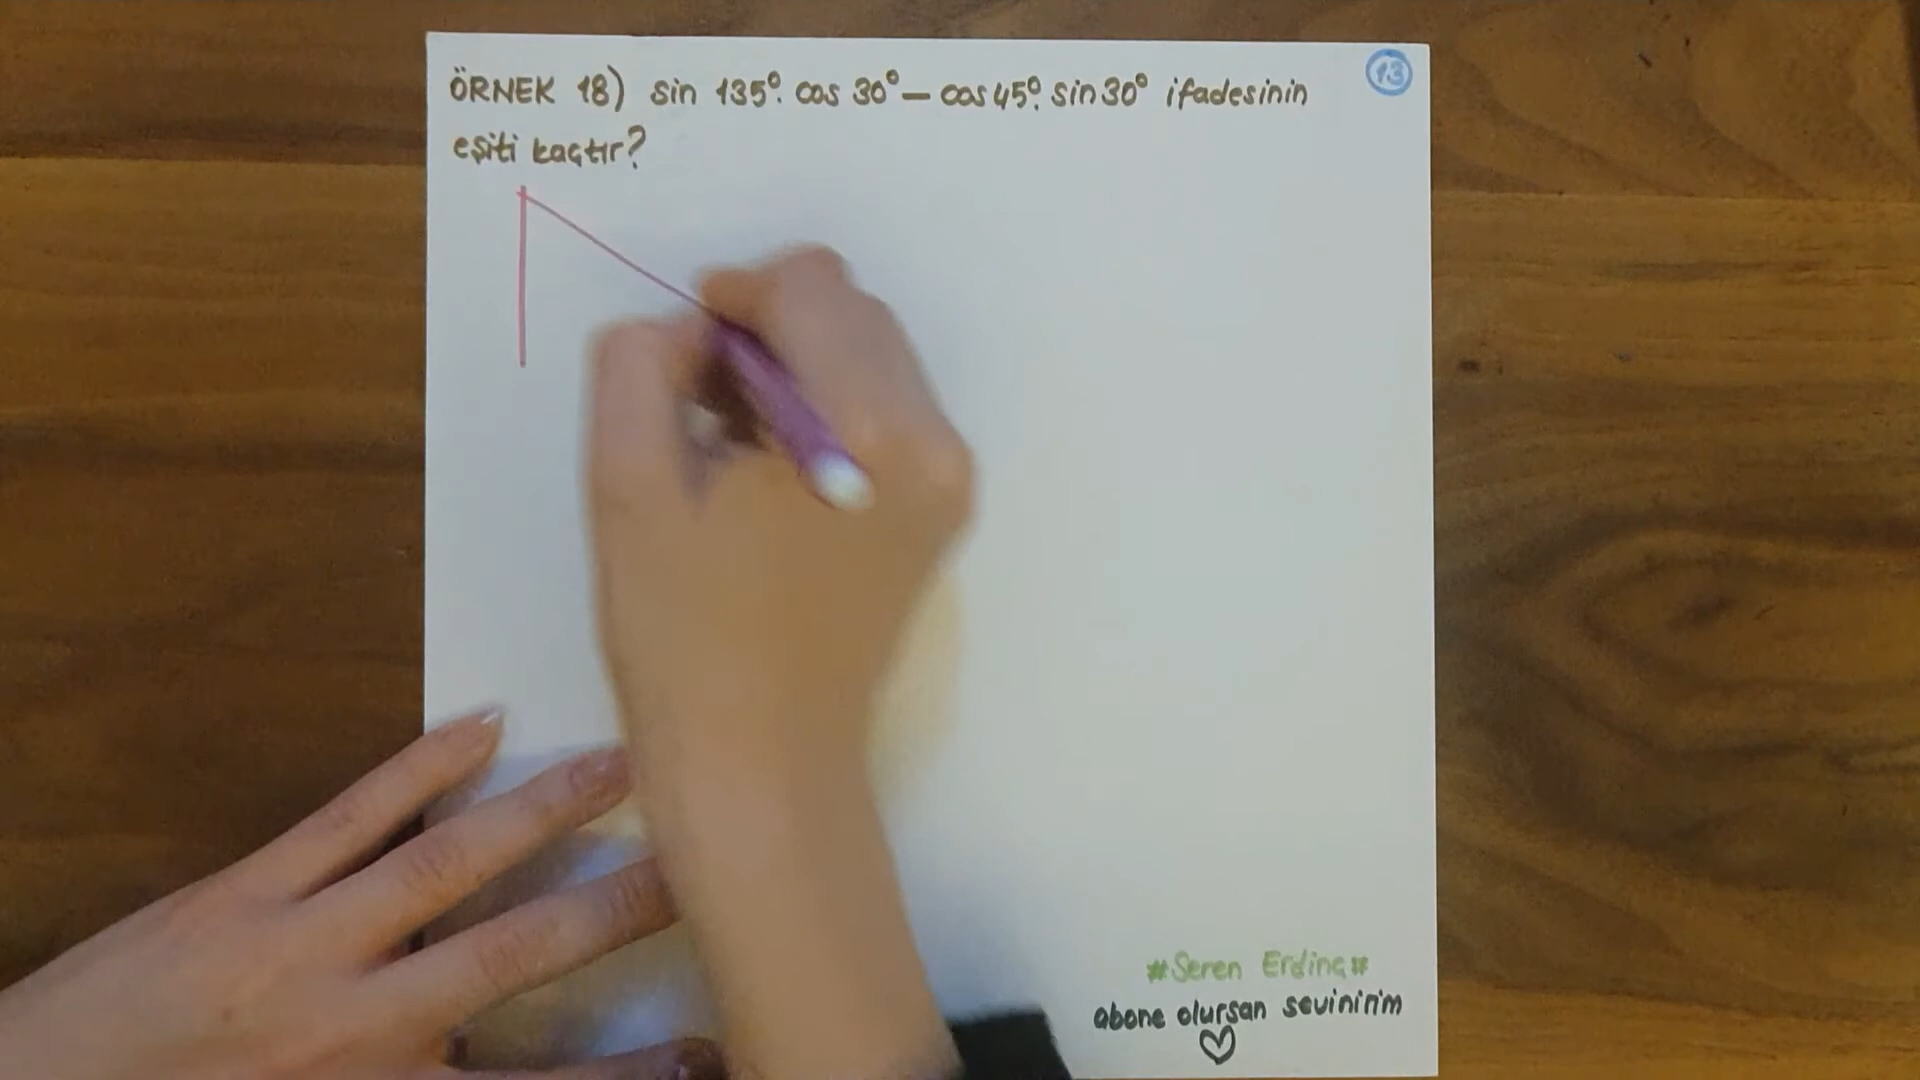 ÖRNEK 18) sin 135°. cos 30° – cos 45°. sin 30° ifadesinin
eşiti kaçtır?
13
#Seren Erdinç#
abone olursan sevinirim